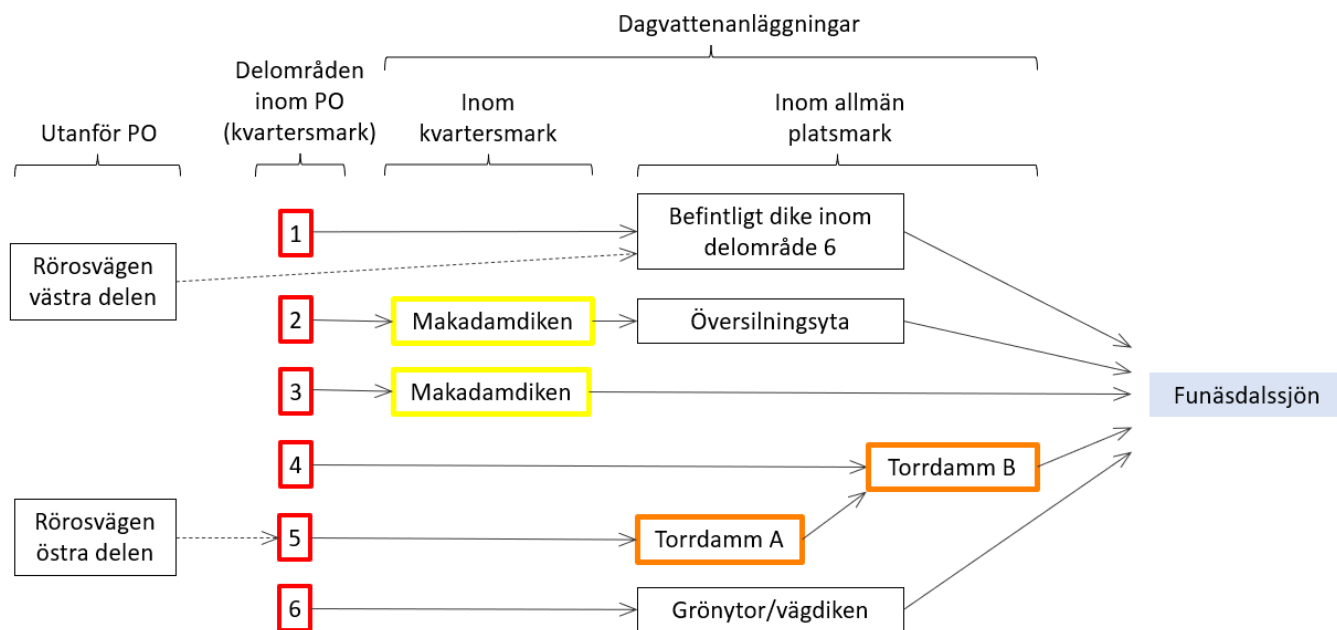 Dagvattenanläggningar
Delområden
inom PO
(kvartersmark)
Inom
kvartersmark
Inom allmän
platsmark
Utanför PO
1
Befintligt dike inom
delområde 6
Rörosvägen
västra delen
2
Makadamdiken
Översilningsyta
3
Makadamdiken
Funäsdalssjön
4
Torrdamm B
Rörosvägen
östra delen
5
Torrdamm A
6
Grönytor/vägdiken